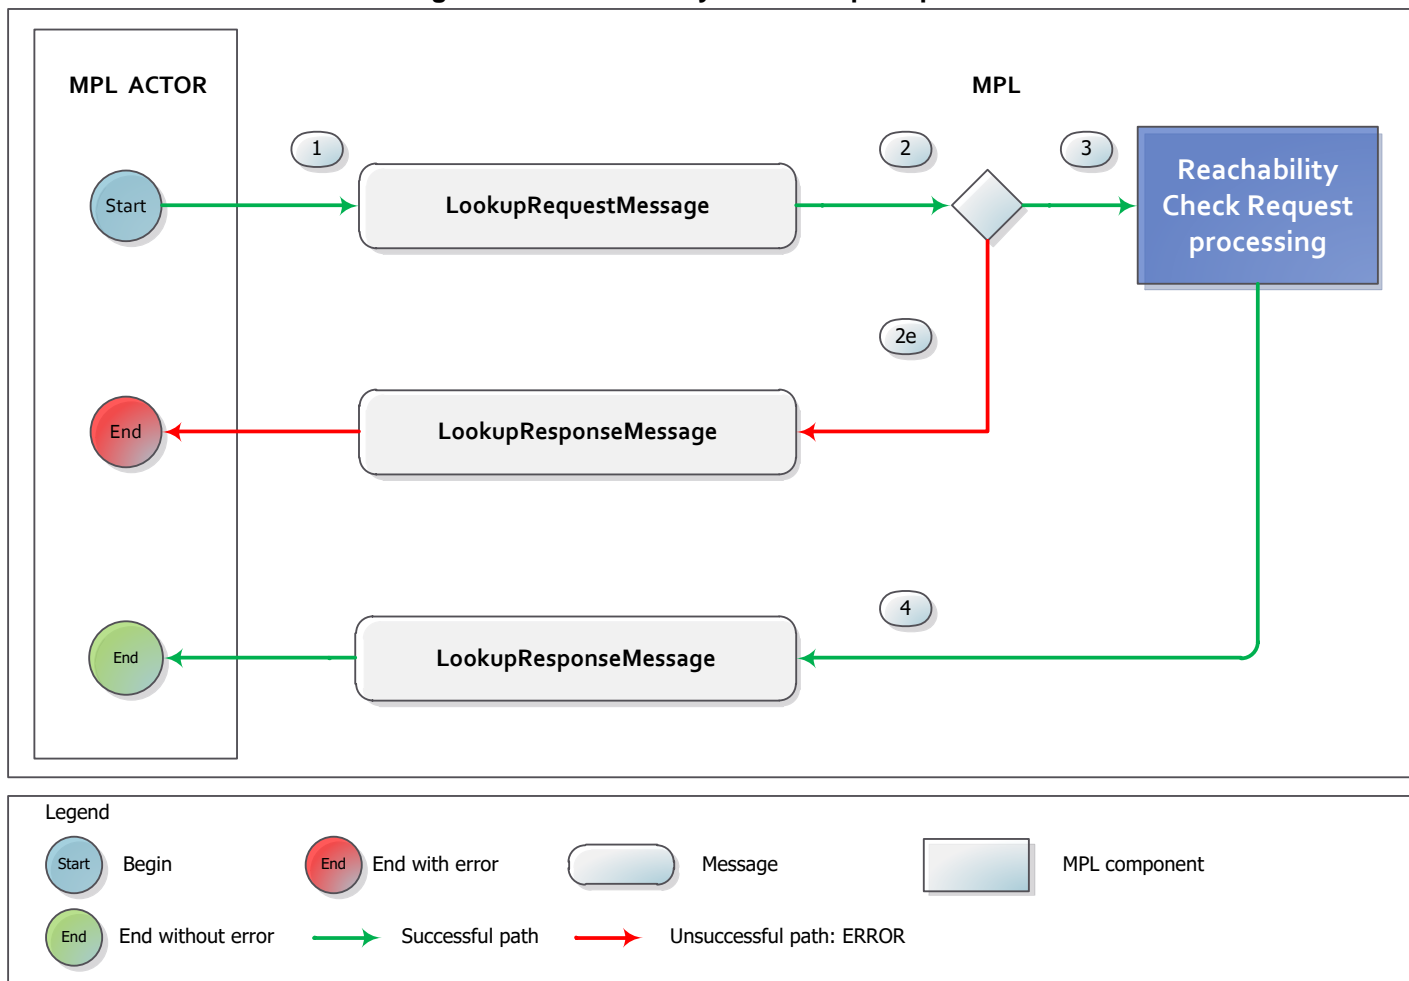 MPL ACTOR
MPL
1
2
3
Start
LookupRequestMessage
Reachability
Check Request
processing
2e
End
LookupResponseMessage
4
End
LookupResponseMessage
Legend
Start
Begin
End
End with error
Message
MPL component
End
End without error
Successful path
Unsuccessful path: ERROR